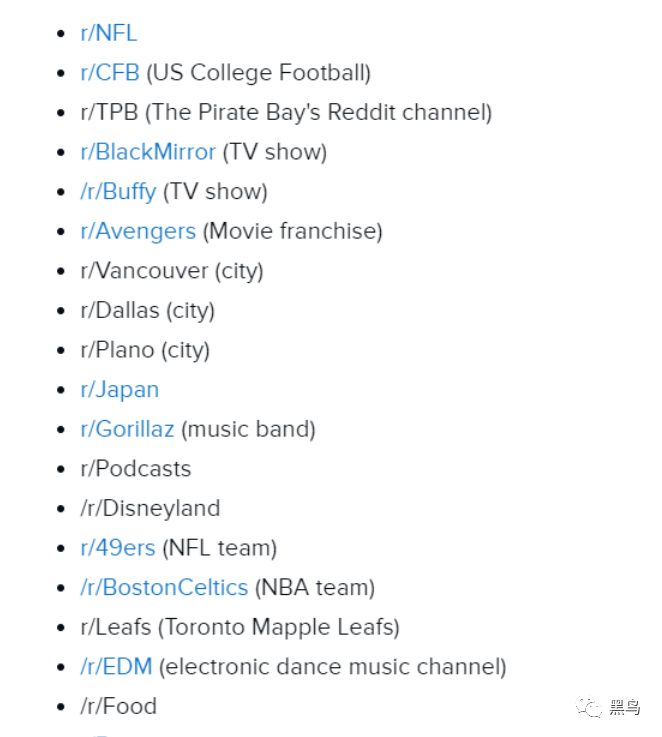 r/NFL
r/CFB (US College Football)
r/TPB (The Pirate Bay's Reddit channel)
r/BlackMirror (TV show)
/r/Buffy (TV show)
r/Avengers (Movie franchise)
r/Vancouver (city)
r/Dallas (city)
r/Plano (city)
r/Japan
r/Gorillaz (music band)
r/Podcasts
/r/Disneyland
r/49ers (NFL team)
/r/BostonCeltics (NBA team)
r/Leafs (Toronto Mapple Leafs)
/r/EDM (electronic dance music channel)
/r/Food
黑鸟